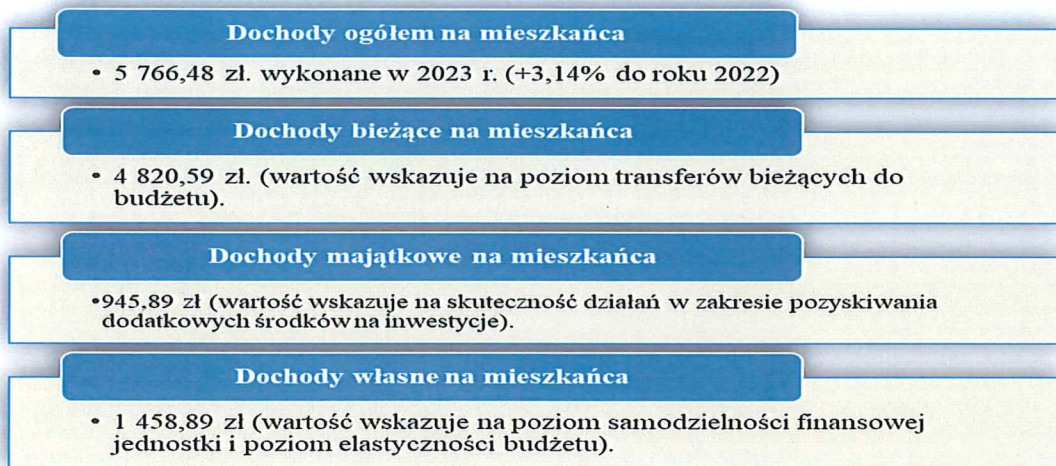 Dochody ogółem na mieszkańca
• 5 766,48 zł. wykonane w 2023 r. (+3,14% do roku 2022)
Dochody bieżące na mieszkańca
• 4 820,59 zł. (wartość wskazuje na poziom transferów bieżących do
budżetu).
Dochody majątkowe na mieszkańca
•945,89 zł (wartość wskazuje na skuteczność działań w zakresie pozyskiwania
dodatkowych środków na inwestycje).
Dochody własne na mieszkańca
• 1 458,89 zł (wartość wskazuje na poziom samodzielności finansowej
jednostki i poziom elastyczności budżetu).